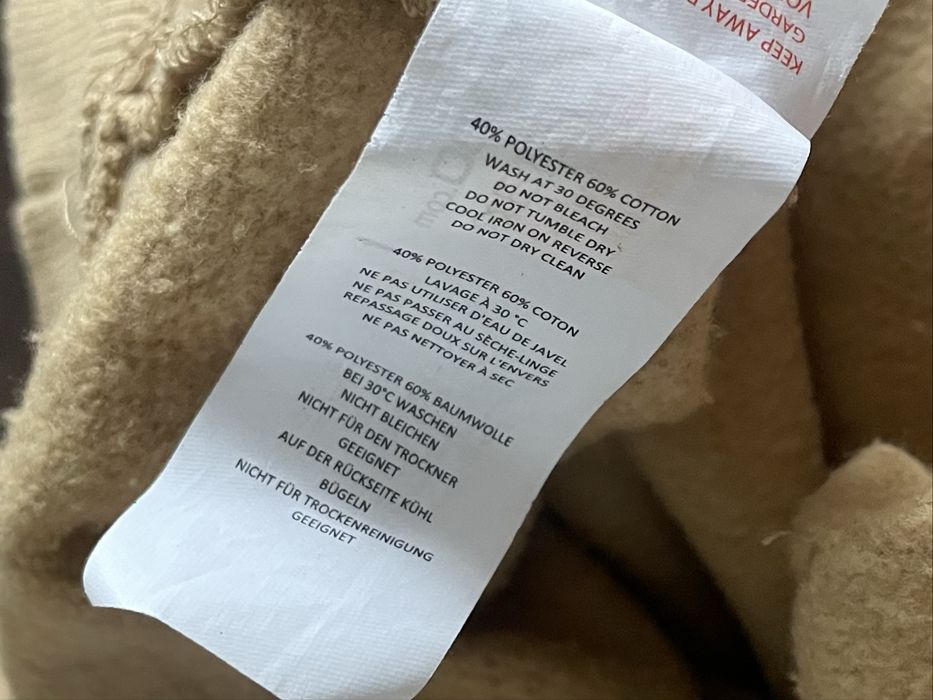 KEEP AWAY
GARDE
VO
40% POLYESTER 60% COTTON
WASH AT 30 DEGREES
DO NOT BLEACH
DO NOT TUMBLE DRY
COOL IRON ON REVERSE
DO NOT DRY CLEAN
40% POLYESTER 60% COTON
LAVAGE À 30 °C
NE PAS UTILISER D'EAU DE JAVEL
NE PAS PASSER AU SÈCHE-LINGE
REPASSAGE DOUX SUR L'ENVERS
NE PAS NETTOYER À SEC
40% POLYESTER 60% BAUMWOLLE
BEI 30°C WASCHEN
NICHT BLEICHEN
NICHT FÜR DEN TROCKNER
GEEIGNET
AUF DER RÜCKSEITE KÜHL
BÜGELN
NICHT FÜR TROCKENREINIGUNG
GEEIGNET